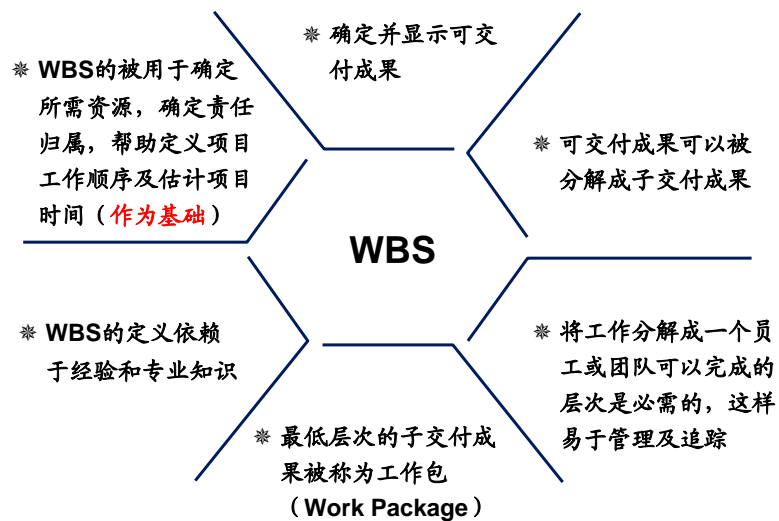 ※ 确定并显示可交
付成果
※ WBS的被用于确定
所需资源，确定责任
归属，帮助定义项目
工作顺序及估计项目
时间（作为基础）
※ 可交付成果可以被
分解成子交付成果
WBS
※ WBS的定义依赖
于经验和专业知识
※ 将工作分解成一个员
工或团队可以完成的
层次是必需的，这样
易于管理及追踪
※ 最低层次的子交付成
果被称为工作包
（Work Package）